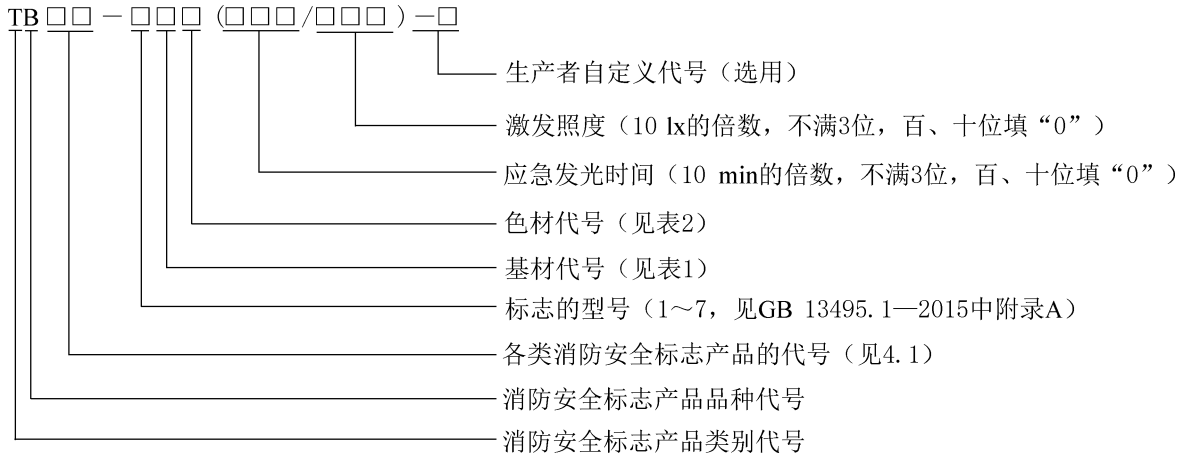 TB□□-□□□(□□□/□□□)-□
生产者自定义代号（选用）
激发照度（10 lx的倍数，不满3位，百、十位填“0”）
应急发光时间（10 min的倍数，不满3位，百、十位填“0”）
色材代号（见表2）
基材代号（见表1）
标志的型号（1～7，见GB 13495.1—2015中附录A）
各类消防安全标志产品的代号（见4.1）
消防安全标志产品品种代号
消防安全标志产品类别代号